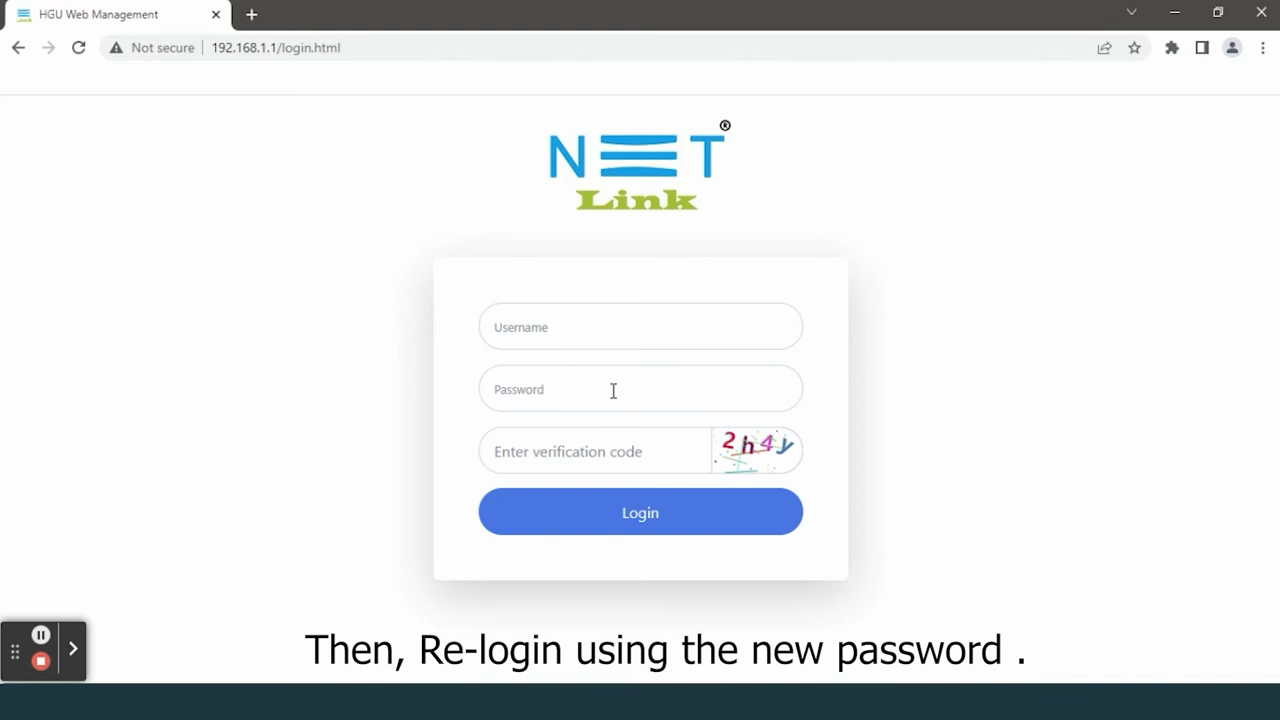 HGU Web Management
Not secure
192.168.1.1/login.html
NET ®
Link
Username
Password
Enter verification code
2h4y
Login
Then, Re-login using the new password .